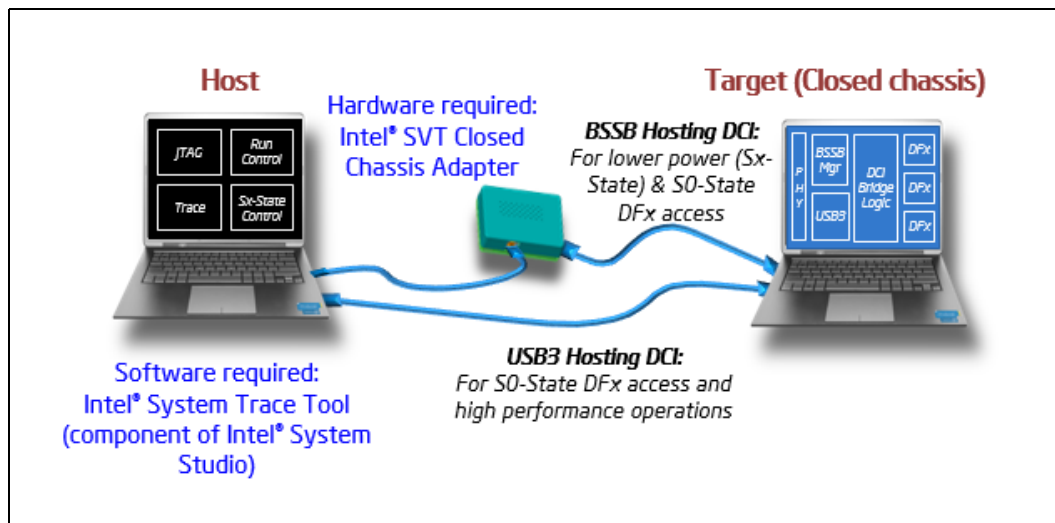 Host
Target (Closed chassis)
Hardware required:
Intel® SVT Closed
Chassis Adapter
BSSB Hosting DCI:
For lower power (Sx-
State) & S0-State
DFx access
JTAG
Run
Control
Trace
Sx-State
Control
P
H
Y
BSSB
Mgr
USB3
DCI
Bridge
Logic
DFx
DFx
DFx
USB3 Hosting DCI:
For S0-State DFx access and
high performance operations
Software required:
Intel® System Trace Tool
(component of Intel® System
Studio)